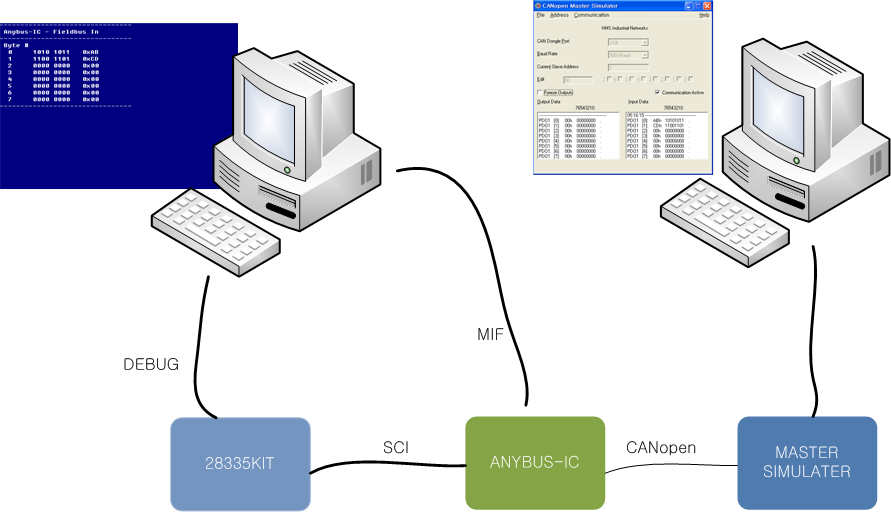 Anybus-IC - Fieldbus In
Byte #
0 1010 1011 0xAB
1 1100 1101 0xCD
2 0000 0000 0x00
3 0000 0000 0x00
4 0000 0000 0x00
5 0000 0000 0x00
6 0000 0000 0x00
7 0000 0000 0x00
CANopen Master Simulator
File Address Communication Help
HMS Industrial Networks
CAN Dongle Port
Baud Rate
Current Slave Address
Edit
Freeze Outputs Communication Active
Output Data Input Data
76543210 76543210
05:16:15
PDO1 [0] 00h 00000000 PDO1 [0] ABh 10101011
PDO1 [1] 00h 00000000 PDO1 [1] CDh 11001101
PDO1 [2] 00h 00000000 PDO1 [2] 00h 00000000
PDO1 [3] 00h 00000000 PDO1 [3] 00h 00000000
PDO1 [4] 00h 00000000 PDO1 [4] 00h 00000000
PDO1 [5] 00h 00000000 PDO1 [5] 00h 00000000
PDO1 [6] 00h 00000000 PDO1 [6] 00h 00000000
PDO1 [7] 00h 00000000 PDO1 [7] 00h 00000000
MIF
DEBUG
SCI
CANopen
28335KIT
ANYBUS-IC
MASTER
SIMULATER